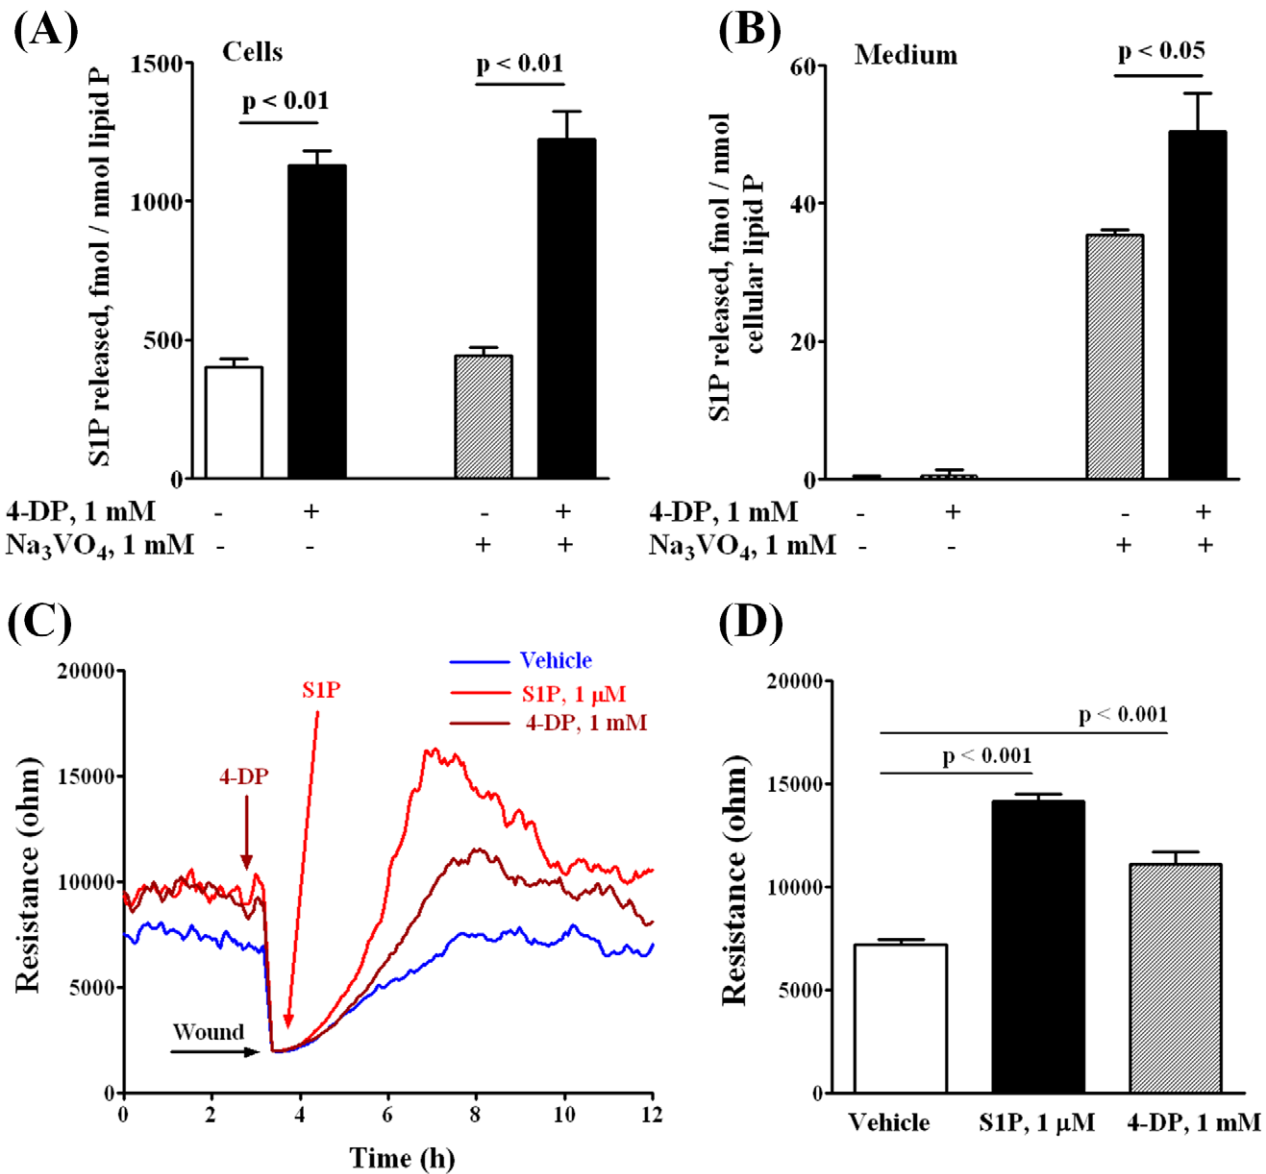 (A)
Cells
S1P released, fmol / nmol lipid P
1500
1000
500
0
p < 0.01
p < 0.01
4-DP, 1 mM - + - +
Na3VO4, 1 mM - - + +
(B)
Medium
S1P released, fmol / nmol
cellular lipid P
60
40
20
0
p < 0.05
4-DP, 1 mM - + - +
Na3VO4, 1 mM - - + +
(C)
Resistance (ohm)
20000
15000
10000
5000
0
Vehicle
S1P, 1 μM
4-DP, 1 mM
S1P
4-DP
Wound
0 2 4 6 8 10 12
Time (h)
(D)
Resistance (ohm)
20000
15000
10000
5000
0
p < 0.001
p < 0.001
Vehicle S1P, 1 μM 4-DP, 1 mM